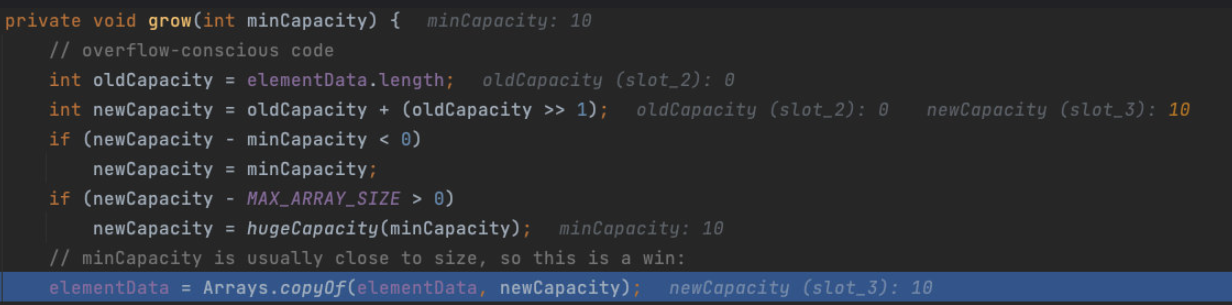 private void grow(int minCapacity) {   minCapacity: 10
    // overflow-conscious code
    int oldCapacity = elementData.length;   oldCapacity (slot_2): 0
    int newCapacity = oldCapacity + (oldCapacity >> 1);   oldCapacity (slot_2): 0   newCapacity (slot_3): 10
    if (newCapacity - minCapacity < 0)
        newCapacity = minCapacity;
    if (newCapacity - MAX_ARRAY_SIZE > 0)
        newCapacity = hugeCapacity(minCapacity);   minCapacity: 10
    // minCapacity is usually close to size, so this is a win:
    elementData = Arrays.copyOf(elementData, newCapacity);   newCapacity (slot_3): 10